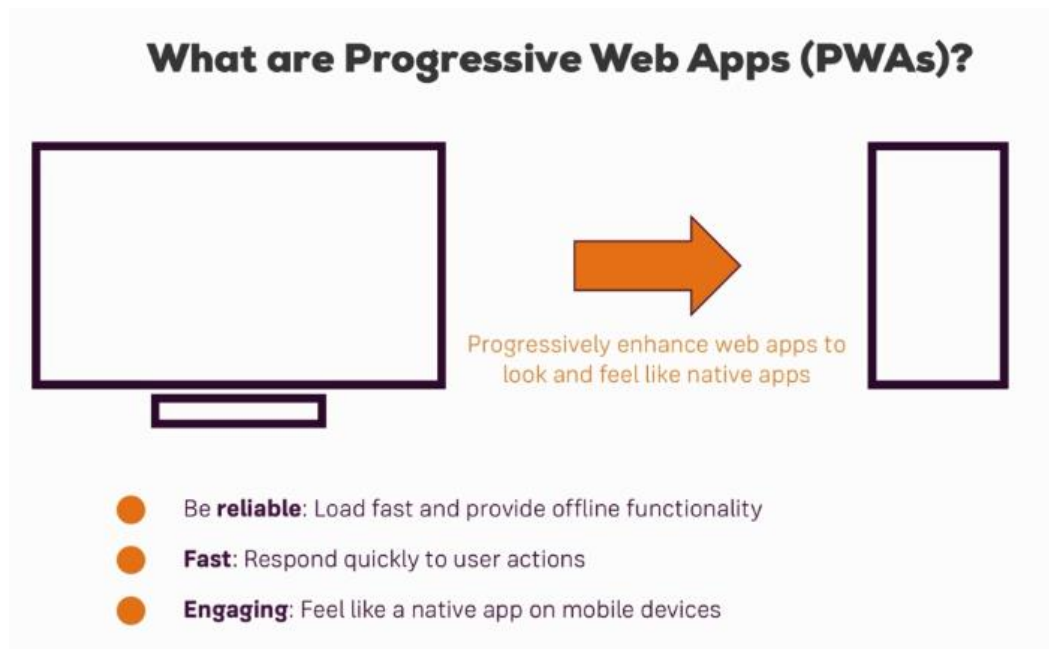 What are Progressive Web Apps (PWAs)?
Progressively enhance web apps to
look and feel like native apps
Be reliable: Load fast and provide offline functionality
Fast: Respond quickly to user actions
Engaging: Feel like a native app on mobile devices